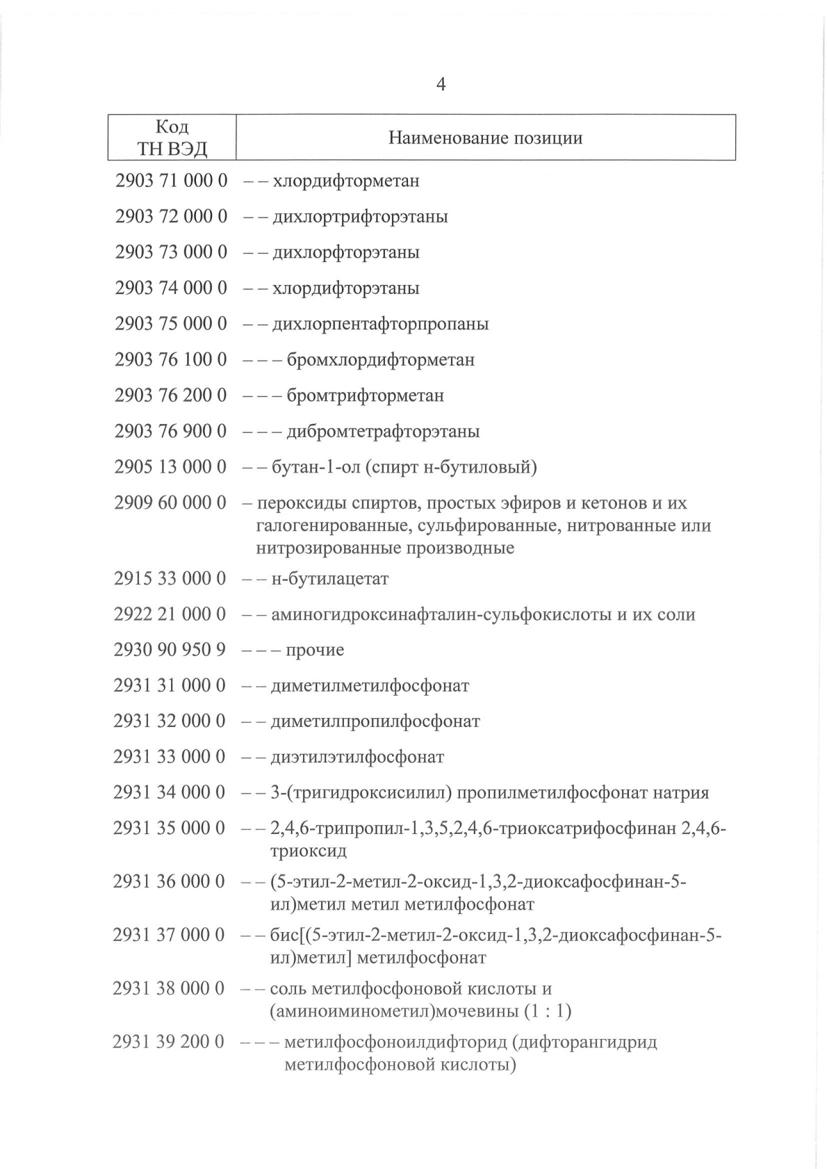 4
Код
ТН ВЭД
Наименование позиции
2903 71 000 0 – – хлордифторметан
2903 72 000 0 – – дихлортрифторэтаны
2903 73 000 0 – – дихлорфторэтаны
2903 74 000 0 – – хлордифторэтаны
2903 75 000 0 – – дихлорпентафторпропаны
2903 76 100 0 – – – бромхлордифторметан
2903 76 200 0 – – – бромтрифторметан
2903 76 900 0 – – – дибромтетрафторэтаны
2905 13 000 0 – – бутан-1-ол (спирт н-бутиловый)
2909 60 000 0 – пероксиды спиртов, простых эфиров и кетонов и их
галогенированные, сульфированные, нитрованные или
нитрозированные производные
2915 33 000 0 – – н-бутилацетат
2922 21 000 0 – – аминогидроксинафталин-сульфокислоты и их соли
2930 90 950 9 – – – прочие
2931 31 000 0 – – диметилметилфосфонат
2931 32 000 0 – – диметилпропилфосфонат
2931 33 000 0 – – диэтилэтилфосфонат
2931 34 000 0 – – 3-(тригидроксисилил) пропилметилфосфонат натрия
2931 35 000 0 – – 2,4,6-трипропил-1,3,5,2,4,6-триоксатрифосфинан 2,4,6-
триоксид
2931 36 000 0 – – (5-этил-2-метил-2-оксид-1,3,2-диоксафосфинан-5-
ил)метил метил метилфосфонат
2931 37 000 0 – – бис[(5-этил-2-метил-2-оксид-1,3,2-диоксафосфинан-5-
ил)метил] метилфосфонат
2931 38 000 0 – – соль метилфосфоновой кислоты и
(аминоиминометил)мочевины (1 : 1)
2931 39 200 0 – – – метилфосфоноилдифторид (дифторангидрид
метилфосфоновой кислоты)